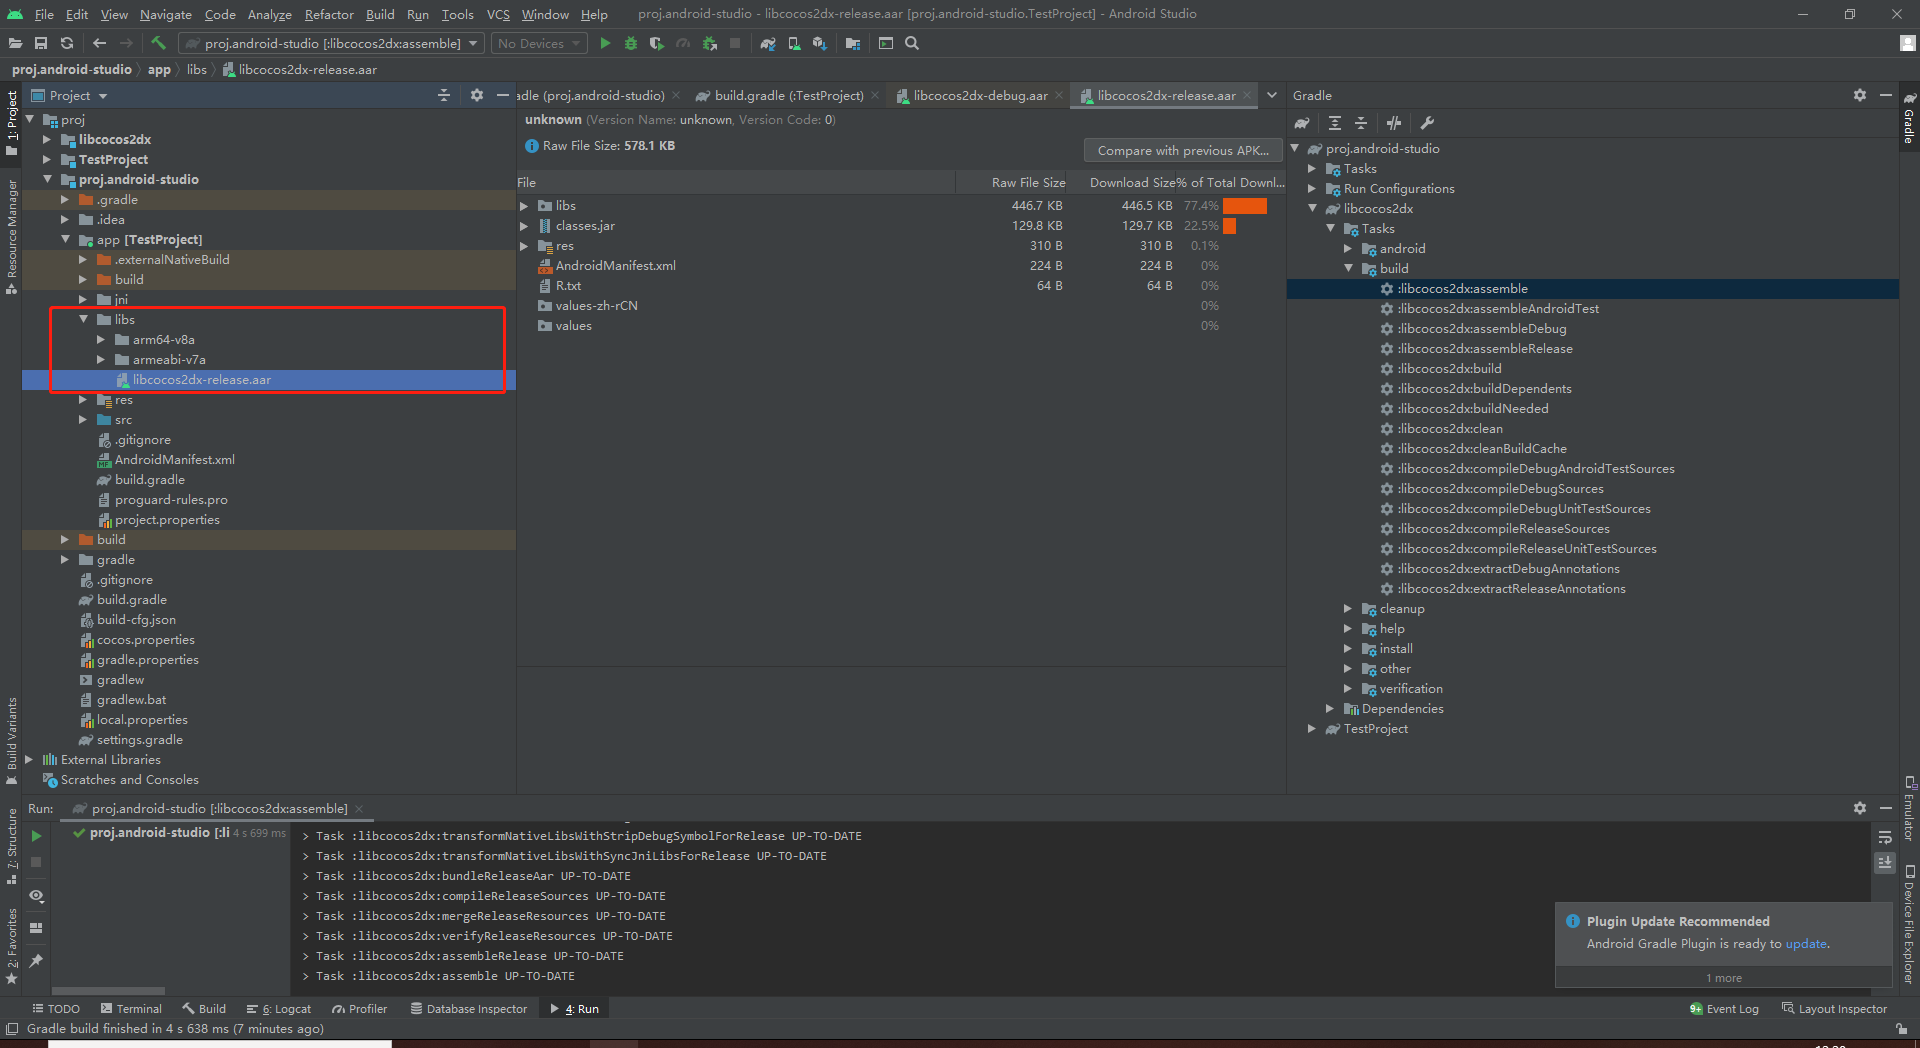 File Edit View Navigate Code Analyze Refactor Build Run Tools VCS Window Help proj.android-studio - libcocos2dx-release.aar [proj.android-studio.TestProject] - Android Studio
proj.android-studio [:libcocos2dx:assemble] No Devices
proj.android-studio app libs libcocos2dx-release.aar
1: Project
Resource Manager
Build Variants
7: Structure
2: Favorites
Project
proj
libcocos2dx
TestProject
proj.android-studio
.gradle
.idea
app [TestProject]
.externalNativeBuild
build
jni
libs
arm64-v8a
armeabi-v7a
libcocos2dx-release.aar
res
src
.gitignore
AndroidManifest.xml
build.gradle
proguard-rules.pro
project.properties
build
gradle
.gitignore
build.gradle
build-cfg.json
cocos.properties
gradle.properties
gradlew
gradlew.bat
local.properties
settings.gradle
External Libraries
Scratches and Consoles
adle (proj.android-studio) build.gradle (:TestProject) libcocos2dx-debug.aar libcocos2dx-release.aar
unknown (Version Name: unknown, Version Code: 0)
Raw File Size: 578.1 KB
Compare with previous APK...
File Raw File Size Download Size % of Total Downl...
libs 446.7 KB 446.5 KB 77.4%
classes.jar 129.8 KB 129.7 KB 22.5%
res 310 B 310 B 0.1%
AndroidManifest.xml 224 B 224 B 0%
R.txt 64 B 64 B 0%
values-zh-rCN 0%
values 0%
Gradle
proj.android-studio
Tasks
Run Configurations
libcocos2dx
Tasks
android
build
:libcocos2dx:assemble
:libcocos2dx:assembleAndroidTest
:libcocos2dx:assembleDebug
:libcocos2dx:assembleRelease
:libcocos2dx:build
:libcocos2dx:buildDependents
:libcocos2dx:buildNeeded
:libcocos2dx:clean
:libcocos2dx:cleanBuildCache
:libcocos2dx:compileDebugAndroidTestSources
:libcocos2dx:compileDebugSources
:libcocos2dx:compileDebugUnitTestSources
:libcocos2dx:compileReleaseSources
:libcocos2dx:compileReleaseUnitTestSources
:libcocos2dx:extractDebugAnnotations
:libcocos2dx:extractReleaseAnnotations
cleanup
help
install
other
verification
Dependencies
TestProject
Gradle
Emulator
Device File Explorer
Run: proj.android-studio [:libcocos2dx:assemble]
proj.android-studio [:li 4 s 699 ms
> Task :libcocos2dx:transformNativeLibsWithStripDebugSymbolForRelease UP-TO-DATE
> Task :libcocos2dx:transformNativeLibsWithSyncJniLibsForRelease UP-TO-DATE
> Task :libcocos2dx:bundleReleaseAar UP-TO-DATE
> Task :libcocos2dx:compileReleaseSources UP-TO-DATE
> Task :libcocos2dx:mergeReleaseResources UP-TO-DATE
> Task :libcocos2dx:verifyReleaseResources UP-TO-DATE
> Task :libcocos2dx:assembleRelease UP-TO-DATE
> Task :libcocos2dx:assemble UP-TO-DATE
Plugin Update Recommended
Android Gradle Plugin is ready to update.
1 more
TODO Terminal Build 6: Logcat Profiler Database Inspector 4: Run 9+ Event Log Layout Inspector
Gradle build finished in 4 s 638 ms (7 minutes ago)